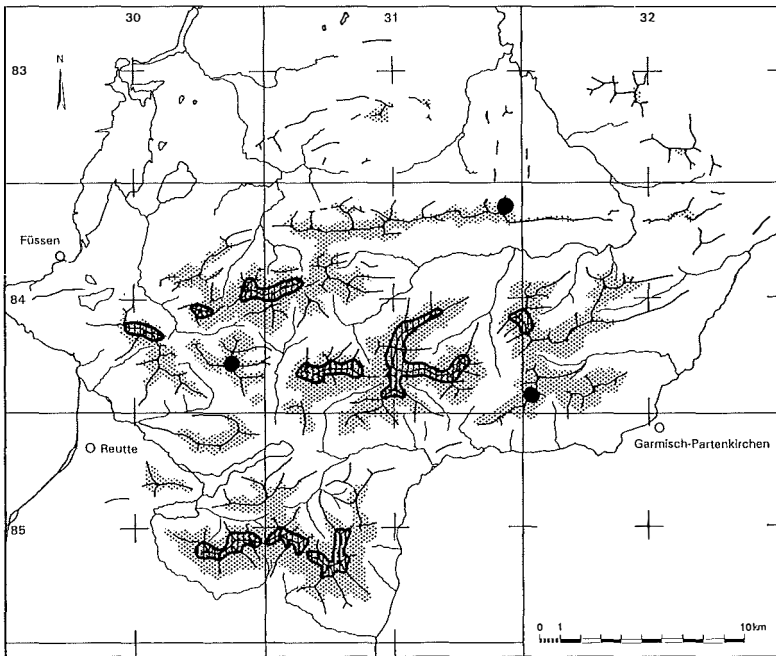 30 31 32
83
N
Füssen
84
Reutte
Garmisch-Partenkirchen
85
0 1 10km